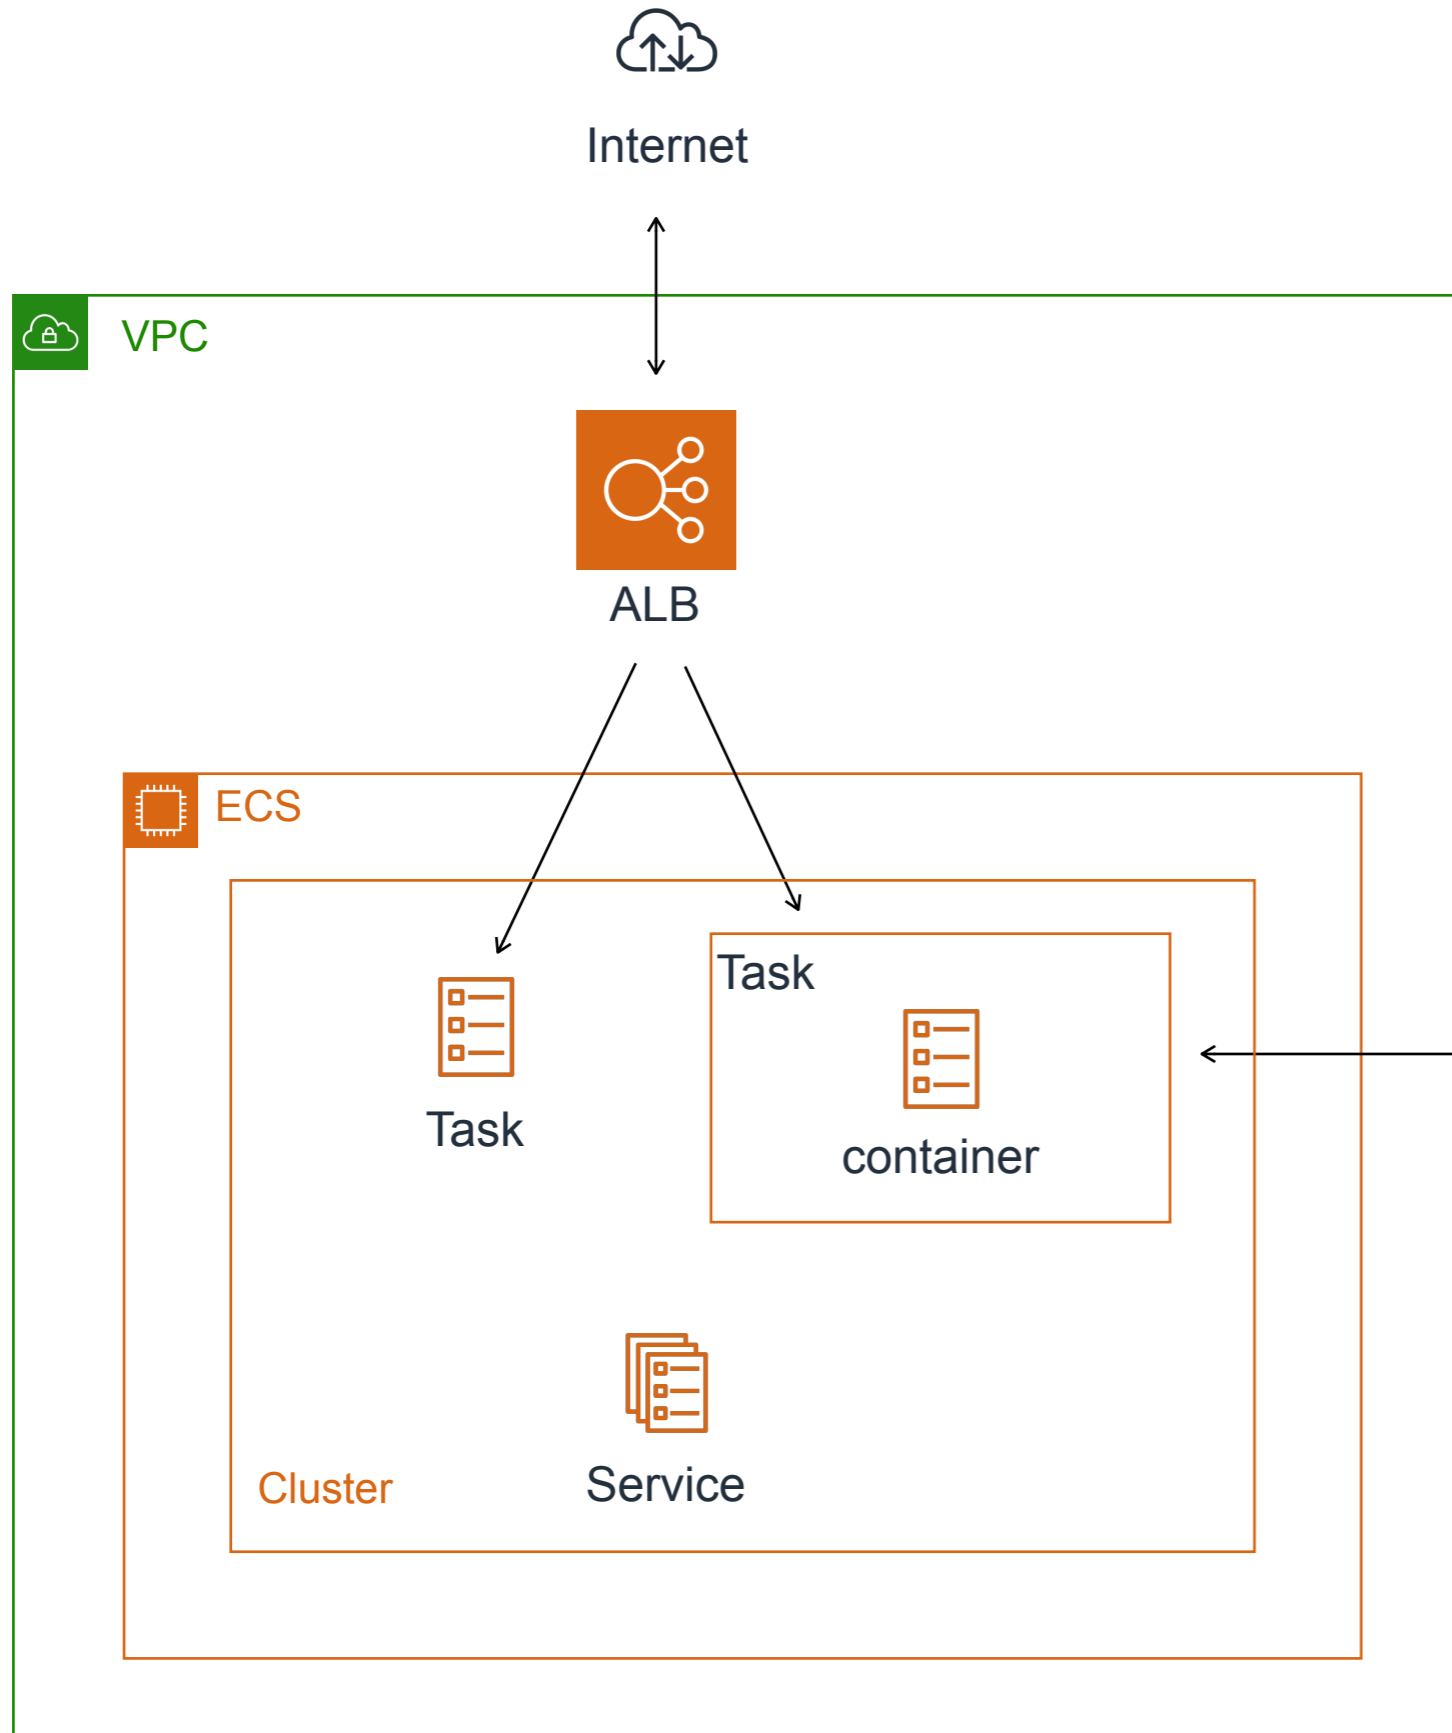 Internet
VPC
ALB
ECS
Task
Task
container
Service
Cluster